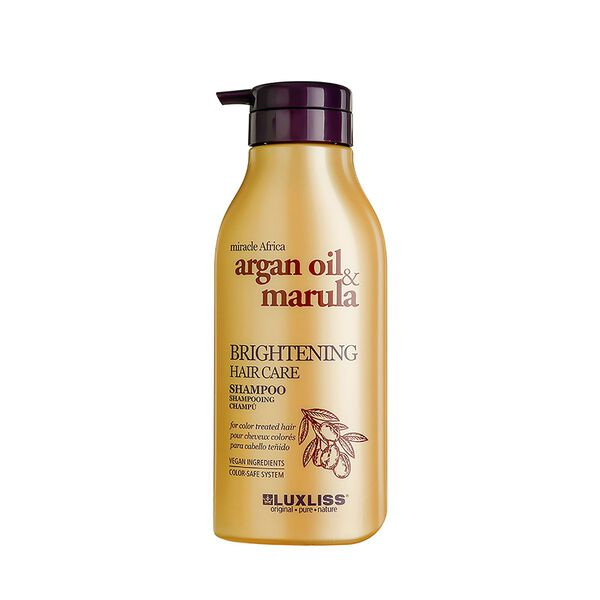 miracle Africa
argan oil
& marula
BRIGHTENING
HAIR CARE
SHAMPOO
SHAMPOOING
CHAMPÚ
for color treated hair
pour cheveux colorés
para cabello teñido
VEGAN INGREDIENTS
COLOR-SAFE SYSTEM
LUXLISS®
original • pure • nature